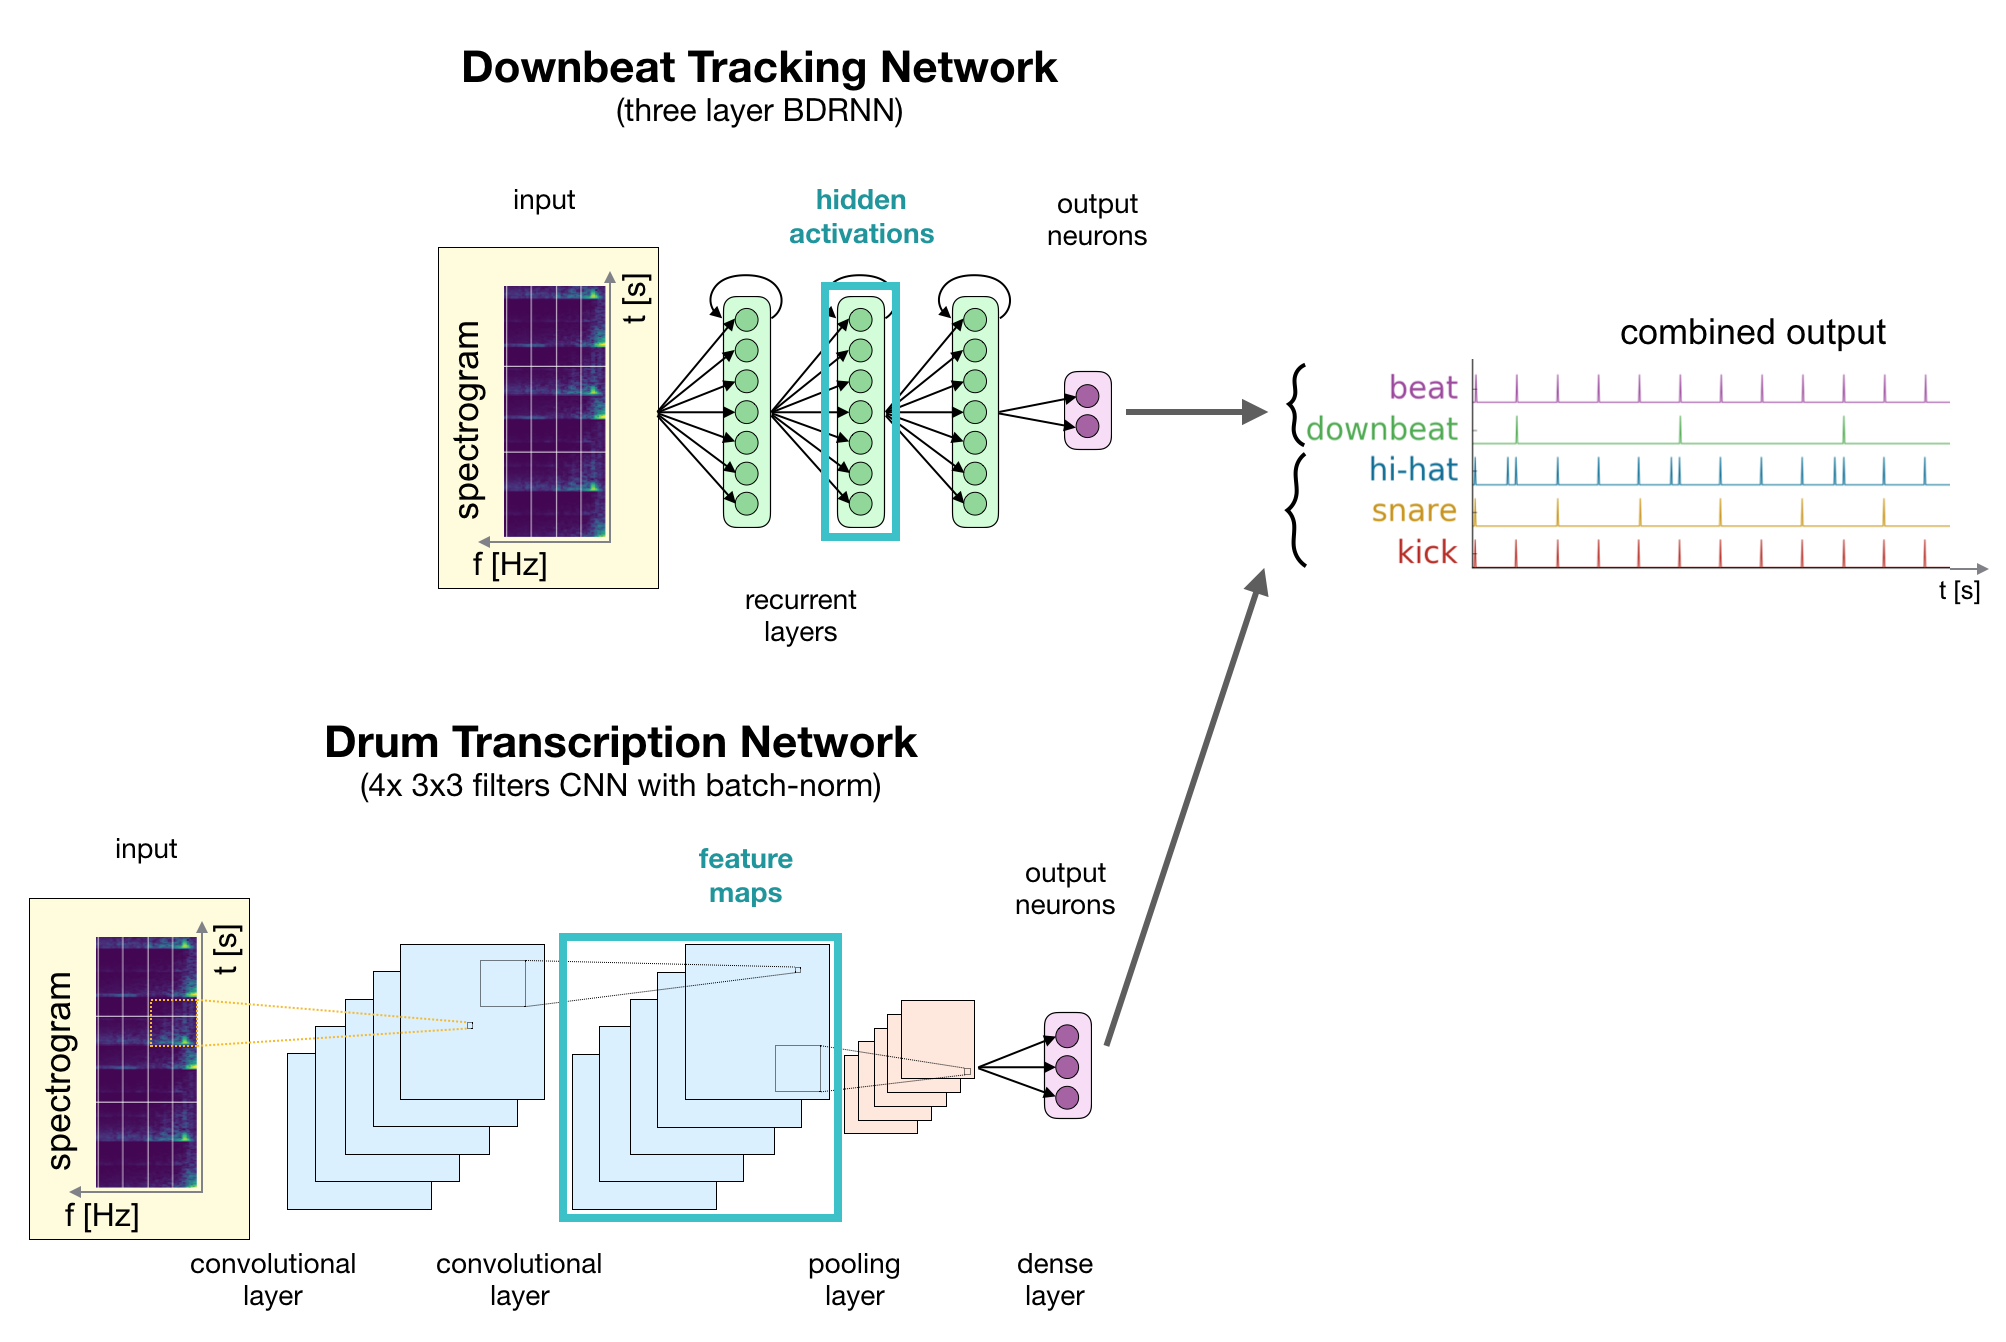 Downbeat Tracking Network
(three layer BDRNN)
input
hidden
activations
output
neurons
spectrogram
t [s]
f [Hz]
recurrent
layers
combined output
beat
downbeat
hi-hat
snare
kick
t [s]
Drum Transcription Network
(4x 3x3 filters CNN with batch-norm)
input
feature
maps
output
neurons
spectrogram
t [s]
f [Hz]
convolutional
layer
convolutional
layer
pooling
layer
dense
layer